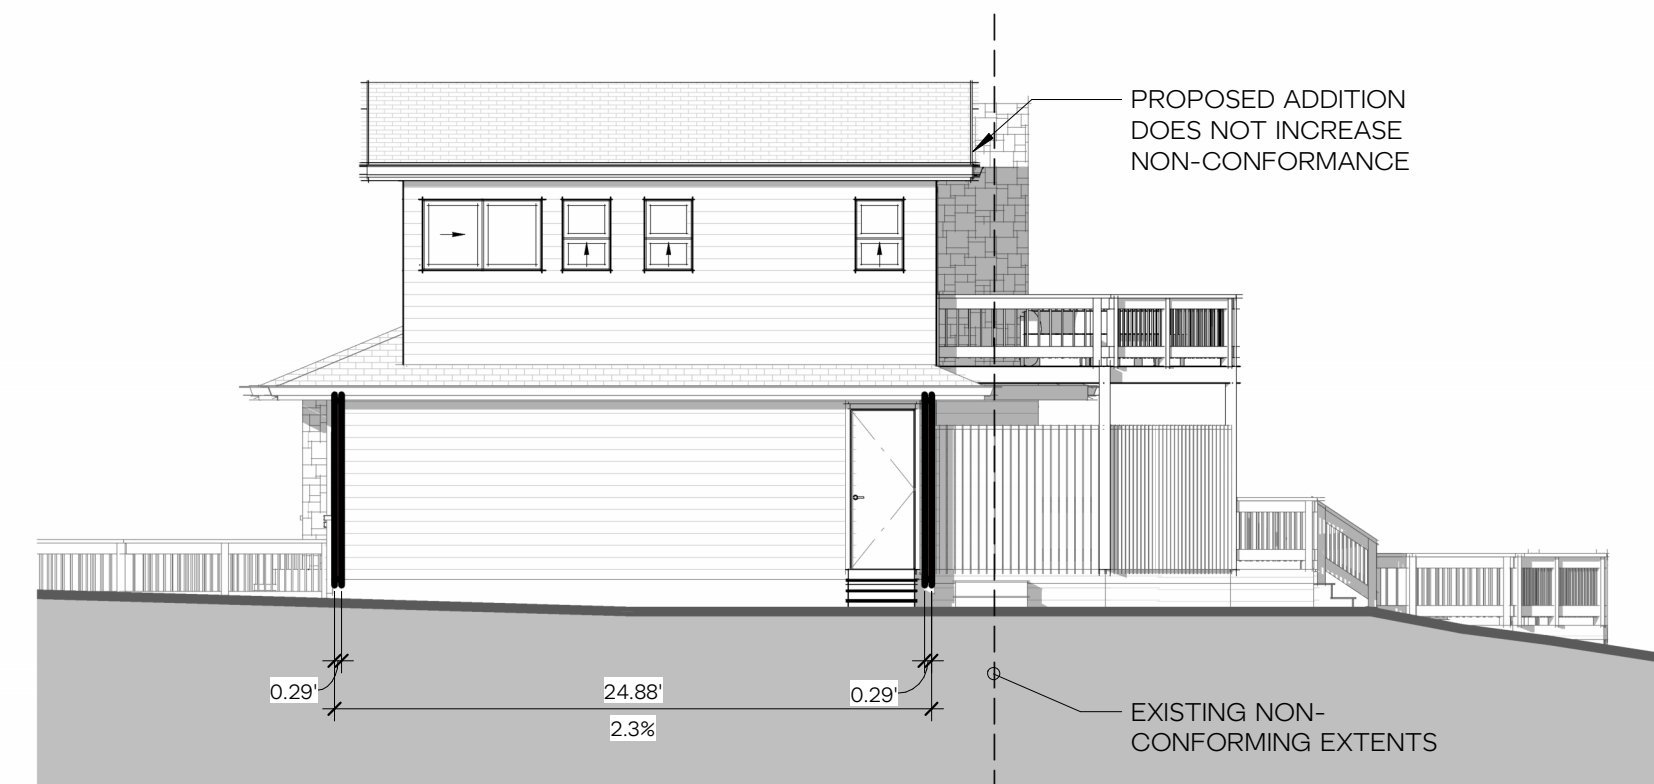 PROPOSED ADDITION
DOES NOT INCREASE
NON-CONFORMANCE
0.29'
24.88'
0.29'
2.3%
EXISTING NON-
CONFORMING EXTENTS